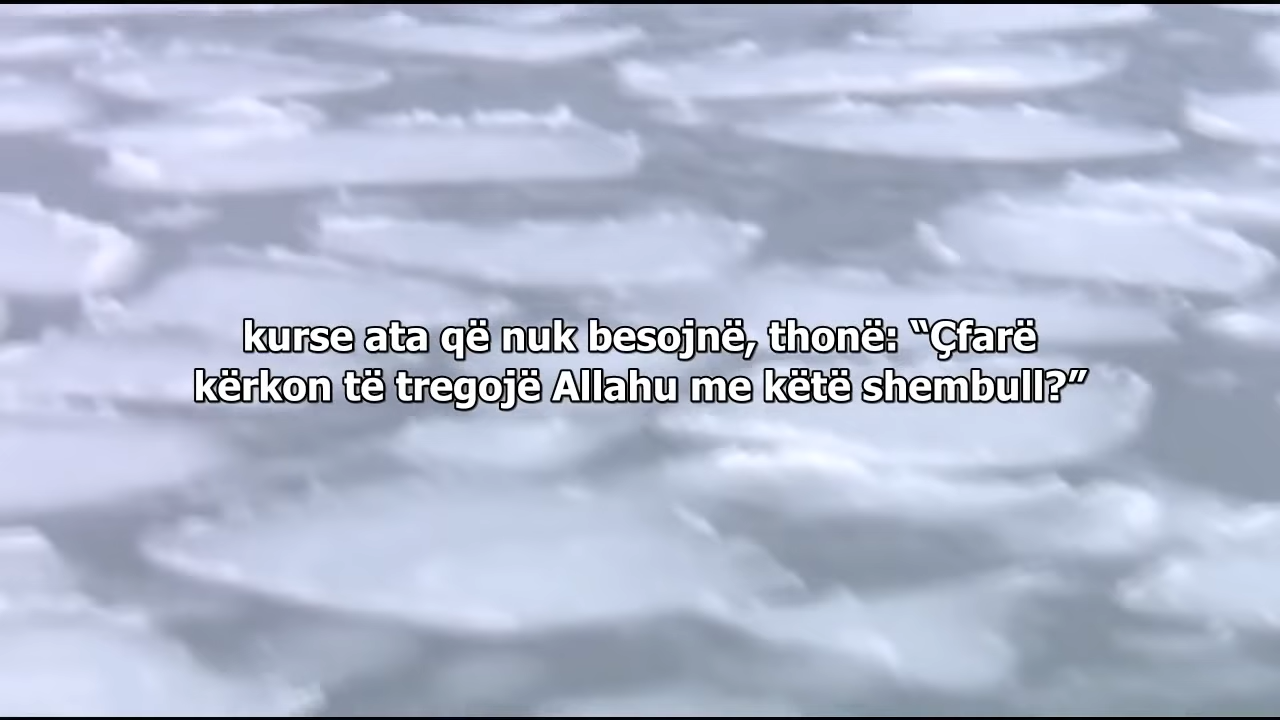 kurse ata që nuk besojnë, thonë: “Çfarë
kërkon të tregojë Allahu me këtë shembull?”